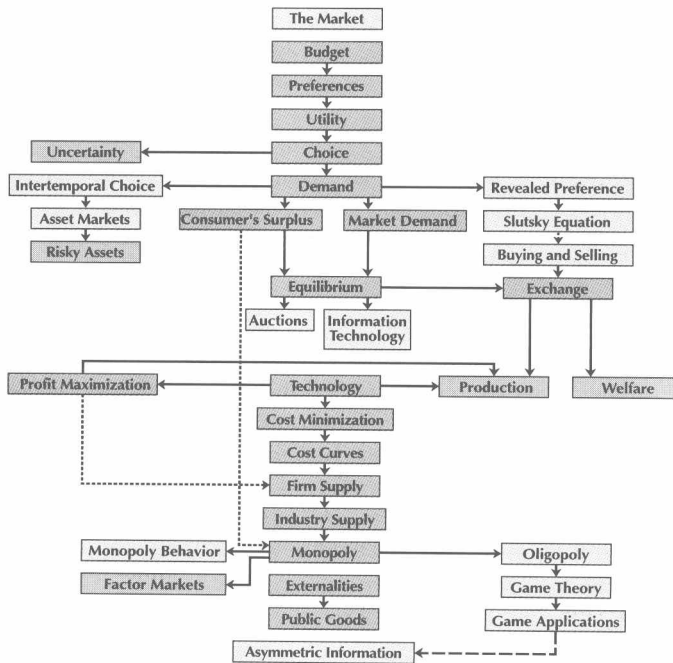 The Market
Budget
Preferences
Utility
Uncertainty
Choice
Intertemporal Choice
Demand
Revealed Preference
Asset Markets
Consumer's Surplus
Market Demand
Slutsky Equation
Risky Assets
Buying and Selling
Equilibrium
Exchange
Auctions
Information
Technology
Profit Maximization
Technology
Production
Welfare
Cost Minimization
Cost Curves
Firm Supply
Industry Supply
Monopoly Behavior
Monopoly
Oligopoly
Factor Markets
Externalities
Game Theory
Public Goods
Game Applications
Asymmetric Information